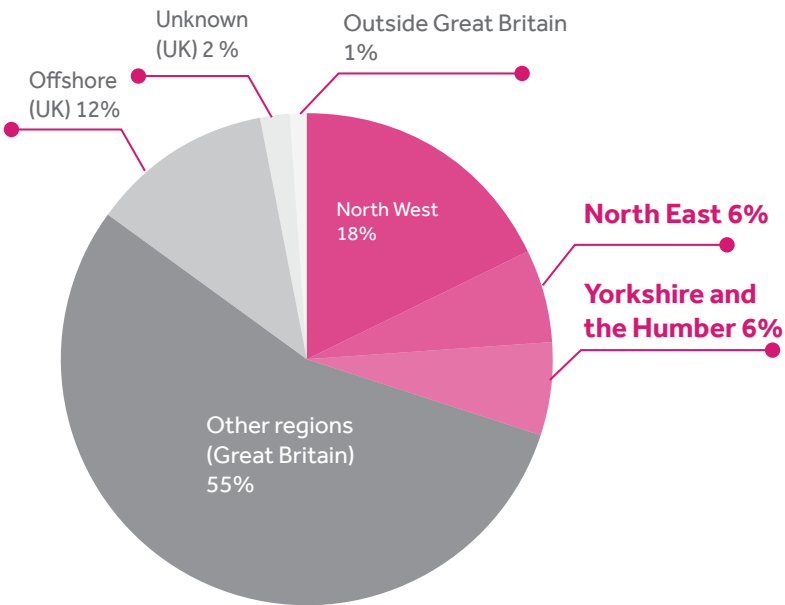 Unknown
(UK) 2 %
Outside Great Britain
1%
Offshore
(UK) 12%
North West
18%
North East 6%
Yorkshire and
the Humber 6%
Other regions
(Great Britain)
55%